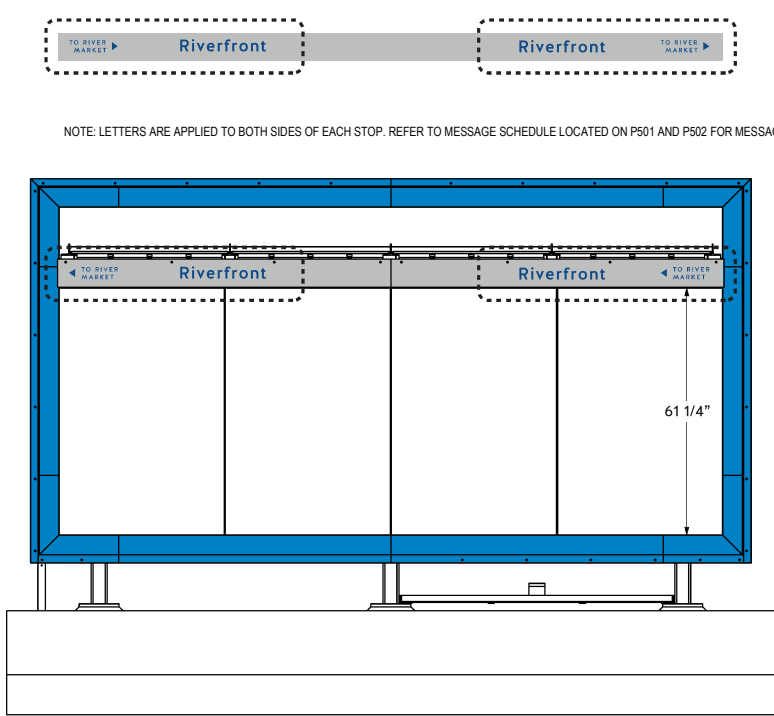 TO RIVER
MARKET
Riverfront
Riverfront
TO RIVER
MARKET
NOTE: LETTERS ARE APPLIED TO BOTH SIDES OF EACH STOP. REFER TO MESSAGE SCHEDULE LOCATED ON P501 AND P502 FOR
TO RIVER
MARKET
Riverfront
Riverfront
TO RIVER
MARKET
61 1/4”